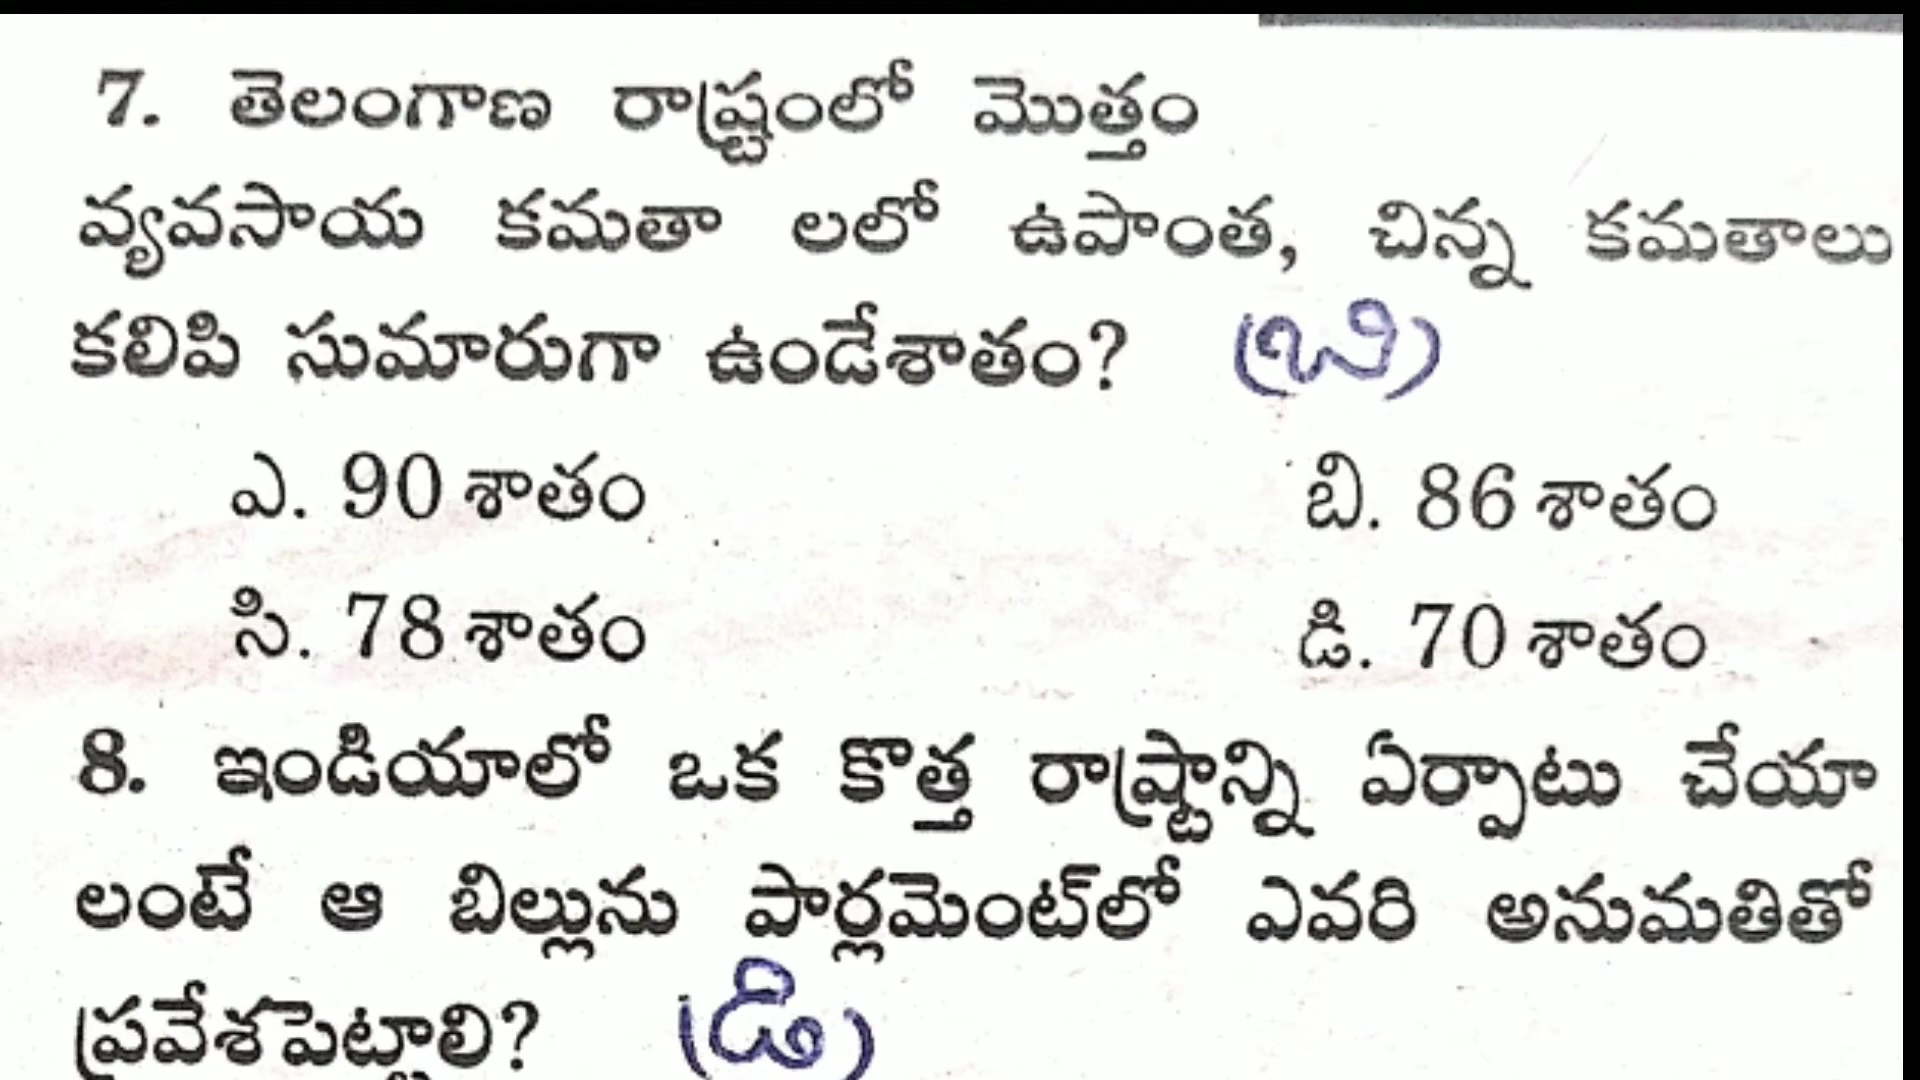 7. తెలంగాణ రాష్ట్రంలో మొత్తం
వ్యవసాయ కమతా లలో ఉపాంత, చిన్న కమతాలు
కలిపి సుమారుగా ఉండేశాతం? (బి)
ఎ. 90 శాతం బి. 86 శాతం
సి. 78 శాతం డి. 70 శాతం
8. ఇండియాలో ఒక కొత్త రాష్ట్రాన్ని ఏర్పాటు చేయా
లంటే ఆ బిల్లును పార్లమెంట్‌లో ఎవరి అనుమతితో
ప్రవేశపెట్టాలి? (డి)